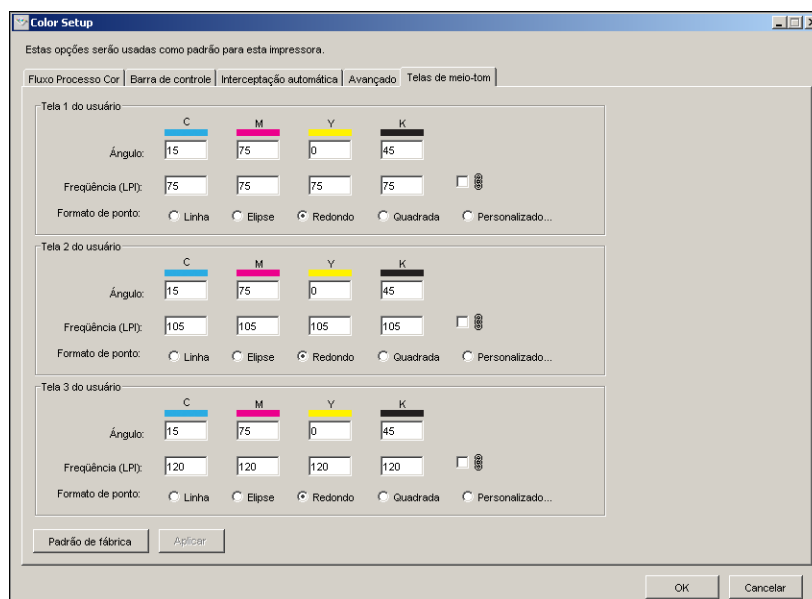 Color Setup
Estas opções serão usadas como padrão para esta impressora.
Fluxo Processo Cor Barra de controle Interceptação automática Avançado Telas de meio-tom
Tela 1 do usuário
C M Y K
Ângulo: 15 75 0 45
Freqüência (LPI): 75 75 75 75
Formato de ponto: Linha Elipse Redondo Quadrada Personalizado...
Tela 2 do usuário
C M Y K
Ângulo: 15 75 0 45
Freqüência (LPI): 105 105 105 105
Formato de ponto: Linha Elipse Redondo Quadrada Personalizado...
Tela 3 do usuário
C M Y K
Ângulo: 15 75 0 45
Freqüência (LPI): 120 120 120 120
Formato de ponto: Linha Elipse Redondo Quadrada Personalizado...
Padrão de fábrica Aplicar
OK Cancelar